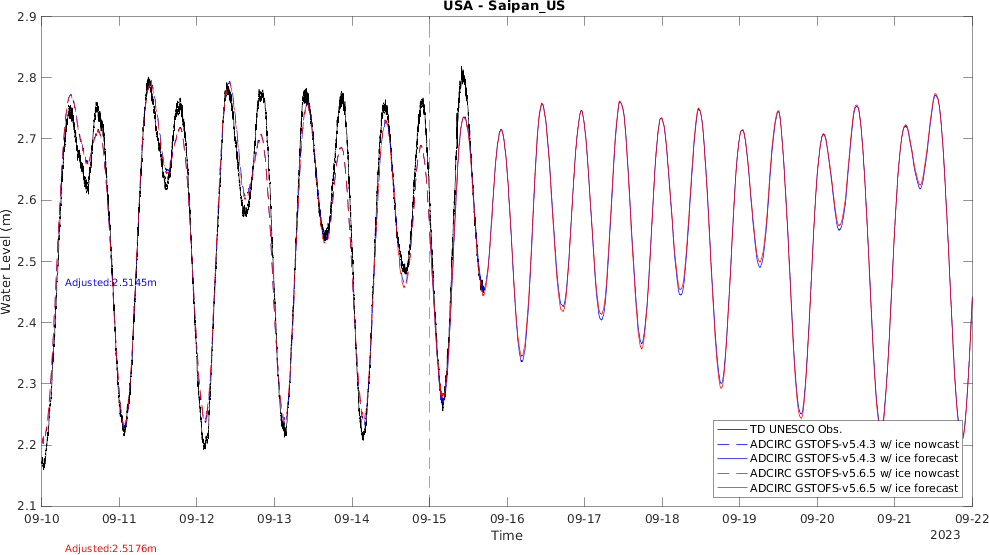 USA - Saipan_US
2.9
2.8
2.7
2.6
2.5
2.4
2.3
2.2
2.1
Water Level (m)
Adjusted:2.5145m
TD UNESCO Obs.
ADCIRC GSTOFS-v5.4.3 w/ ice nowcast
ADCIRC GSTOFS-v5.4.3 w/ ice forecast
ADCIRC GSTOFS-v5.6.5 w/ ice nowcast
ADCIRC GSTOFS-v5.6.5 w/ ice forecast
09-10 09-11 09-12 09-13 09-14 09-15 09-16 09-17 09-18 09-19 09-20 09-21 09-22
Time
2023
Adjusted:2.5176m